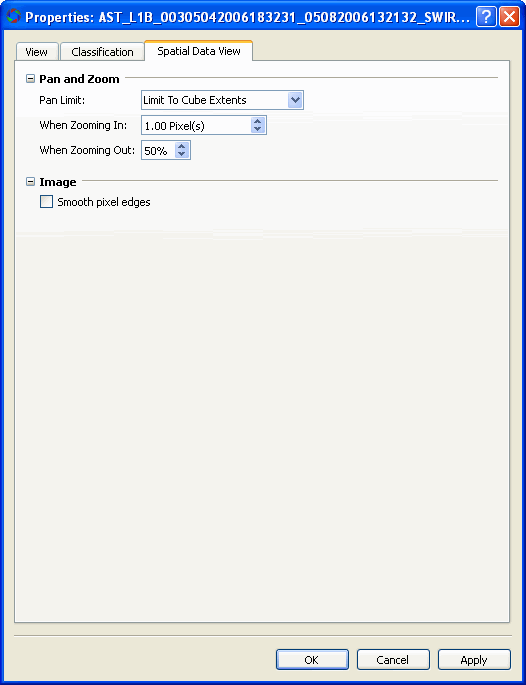 Properties: AST_L1B_00305042006183231_05082006132132_SWIR...
View Classification Spatial Data View
Pan and Zoom
Pan Limit: Limit To Cube Extents
When Zooming In: 1.00 Pixel(s)
When Zooming Out: 50%
Image
Smooth pixel edges
OK Cancel Apply